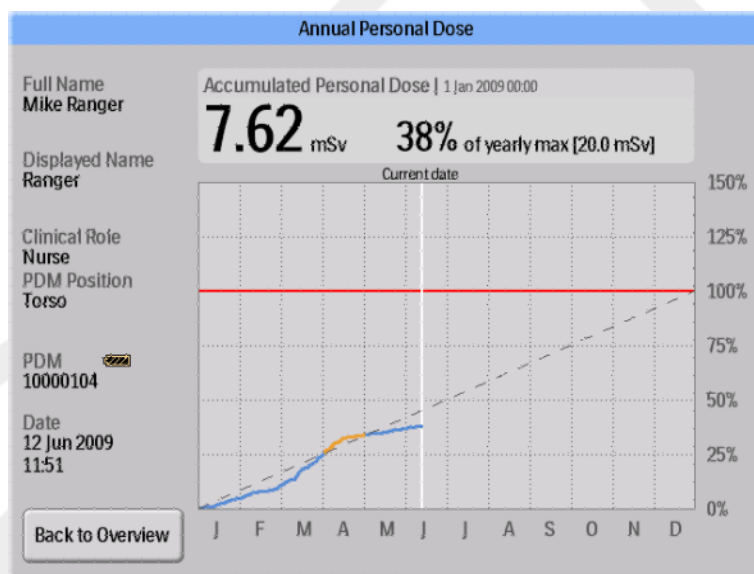 Annual Personal Dose
Full Name
Mike Ranger
Displayed Name
Ranger
Clinical Role
Nurse
PDM Position
Torso
PDM
10000104
Date
12 Jun 2009
11:51
Back to Overview
Accumulated Personal Dose | 1 Jan 2009 00:00
7.62 mSv 38% of yearly max [20.0 mSv]
Current date
150%
125%
100%
75%
50%
25%
0%
J F M A M J J A S O N D